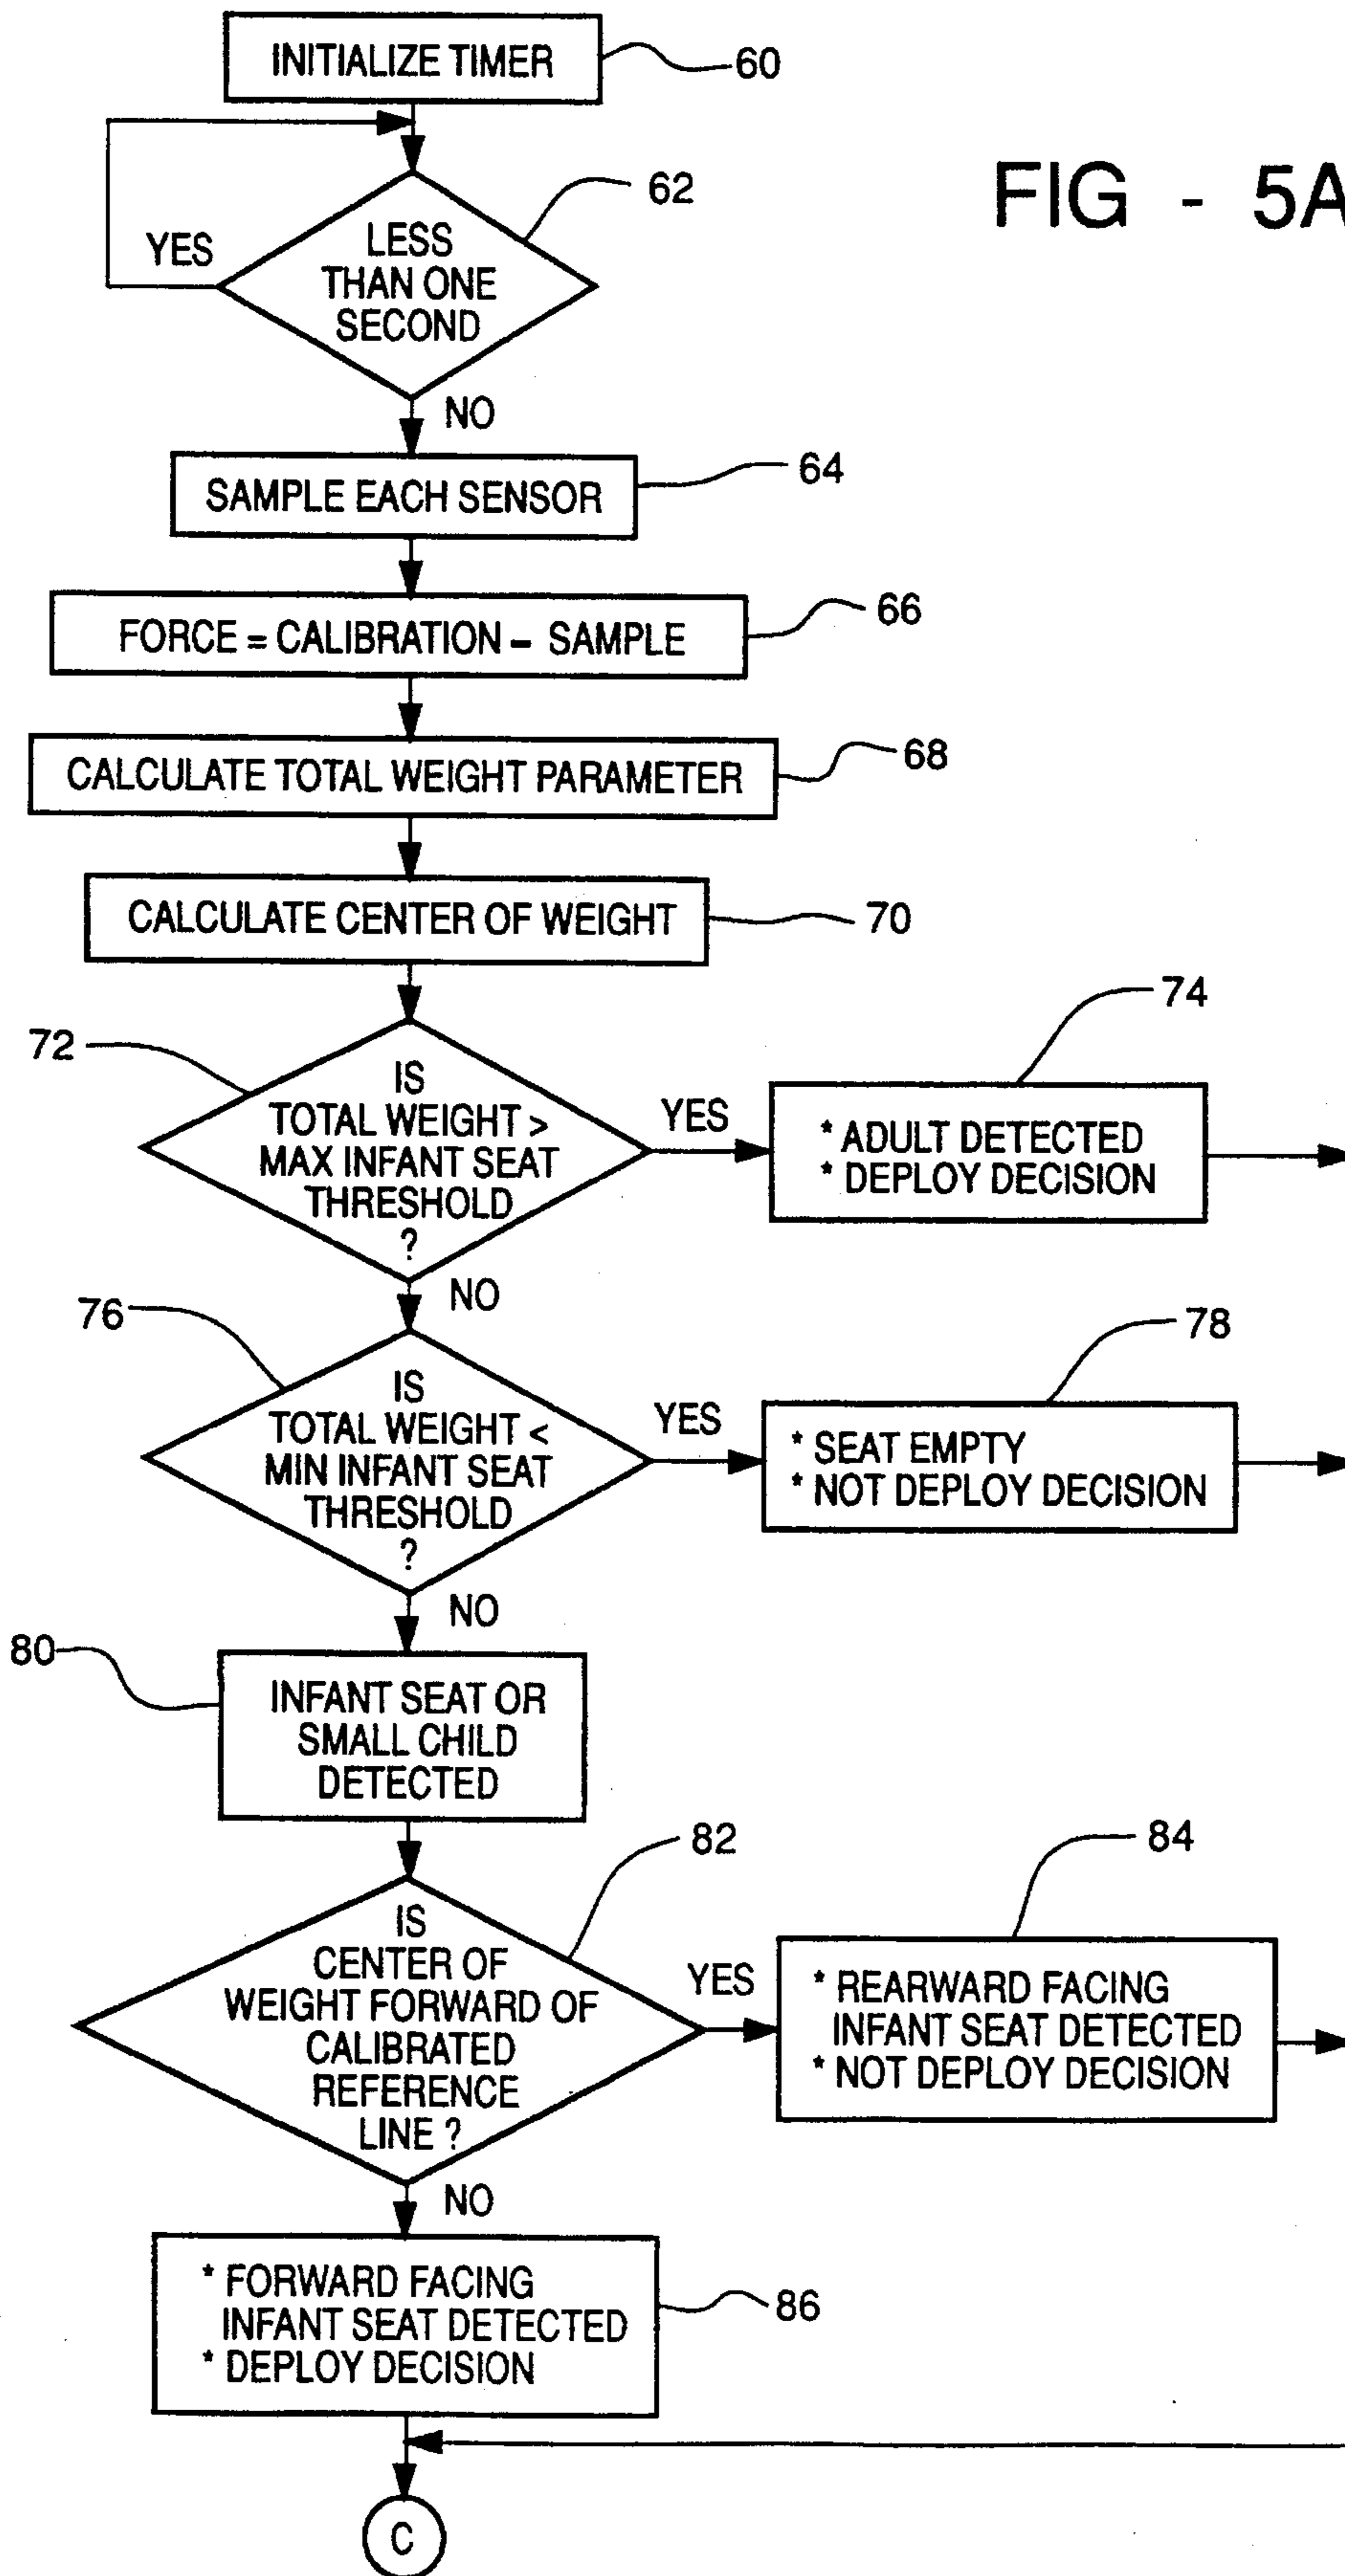 INITIALIZE TIMER
60
FIG - 5A
62
YES
LESS
THAN ONE
SECOND
NO
SAMPLE EACH SENSOR
64
FORCE = CALIBRATION – SAMPLE
66
CALCULATE TOTAL WEIGHT PARAMETER
68
CALCULATE CENTER OF WEIGHT
70
72
IS
TOTAL WEIGHT >
MAX INFANT SEAT
THRESHOLD
?
YES
74
* ADULT DETECTED
* DEPLOY DECISION
NO
76
IS
TOTAL WEIGHT <
MIN INFANT SEAT
THRESHOLD
?
YES
78
* SEAT EMPTY
* NOT DEPLOY DECISION
NO
80
INFANT SEAT OR
SMALL CHILD
DETECTED
82
IS
CENTER OF
WEIGHT FORWARD OF
CALIBRATED
REFERENCE
LINE ?
YES
84
* REARWARD FACING
INFANT SEAT DETECTED
* NOT DEPLOY DECISION
NO
* FORWARD FACING
INFANT SEAT DETECTED
* DEPLOY DECISION
86
C